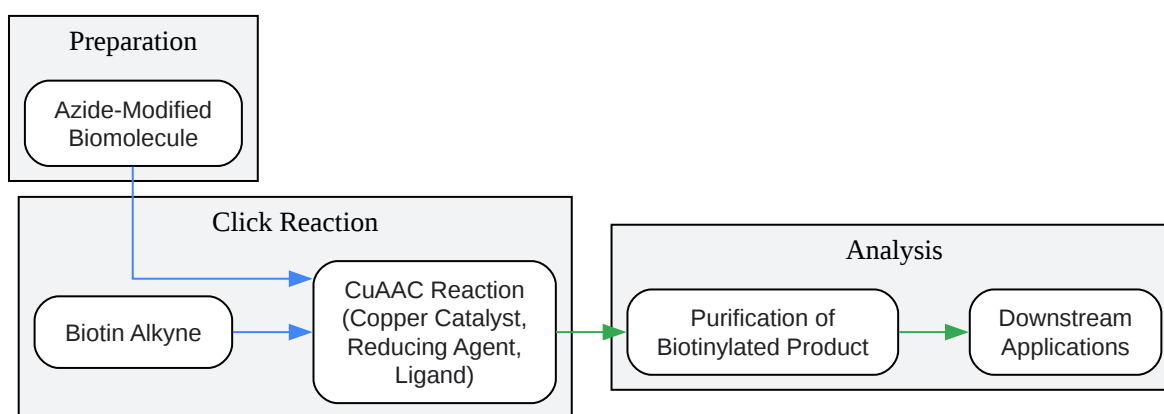 Preparation
Azide-Modified
Biomolecule
Click Reaction
Biotin Alkyne
CuAAC Reaction
(Copper Catalyst,
Reducing Agent,
Ligand)
Analysis
Purification of
Biotinylated Product
Downstream
Applications